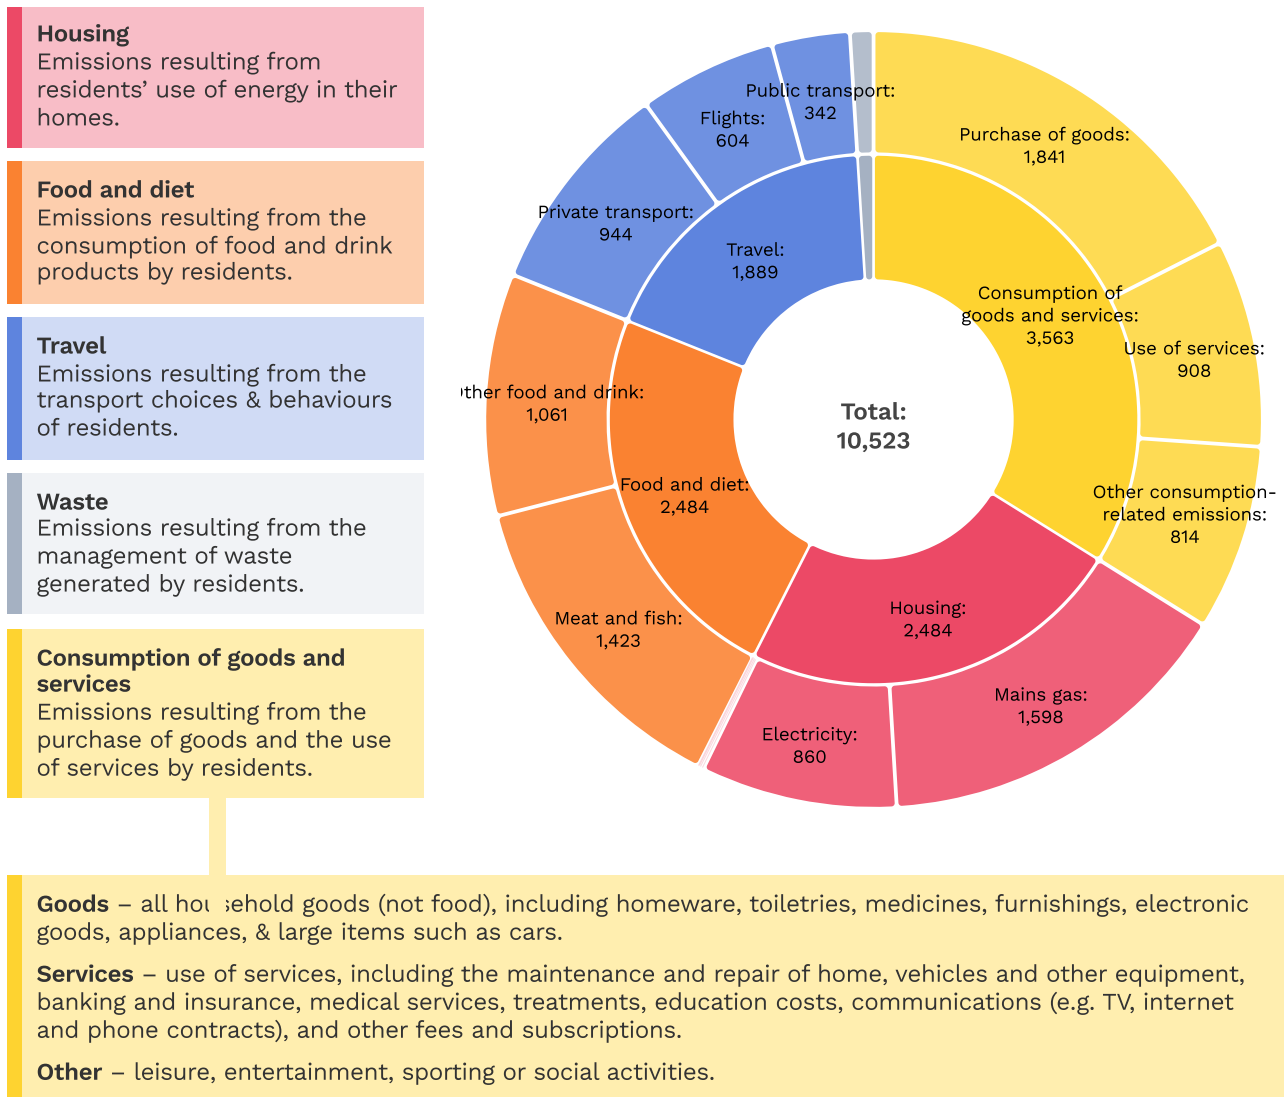 Housing
Emissions resulting from
residents’ use of energy in their
homes.
Food and diet
Emissions resulting from the
consumption of food and drink
products by residents.
Travel
Emissions resulting from the
transport choices & behaviours
of residents.
Waste
Emissions resulting from the
management of waste
generated by residents.
Consumption of goods and
services
Emissions resulting from the
purchase of goods and the use
of services by residents.
Public transport:
342
Flights:
604
Purchase of goods:
1,841
Private transport:
944
Travel:
1,889
Consumption of
goods and services:
3,563
Use of services:
908
ther food and drink:
1,061
Total:
10,523
Food and diet:
2,484
Other consumption-
related emissions:
814
Meat and fish:
1,423
Housing:
2,484
Mains gas:
1,598
Electricity:
860
Goods – all household goods (not food), including homeware, toiletries, medicines, furnishings, electronic
goods, appliances, & large items such as cars.
Services – use of services, including the maintenance and repair of home, vehicles and other equipment,
banking and insurance, medical services, treatments, education costs, communications (e.g. TV, internet
and phone contracts), and other fees and subscriptions.
Other – leisure, entertainment, sporting or social activities.